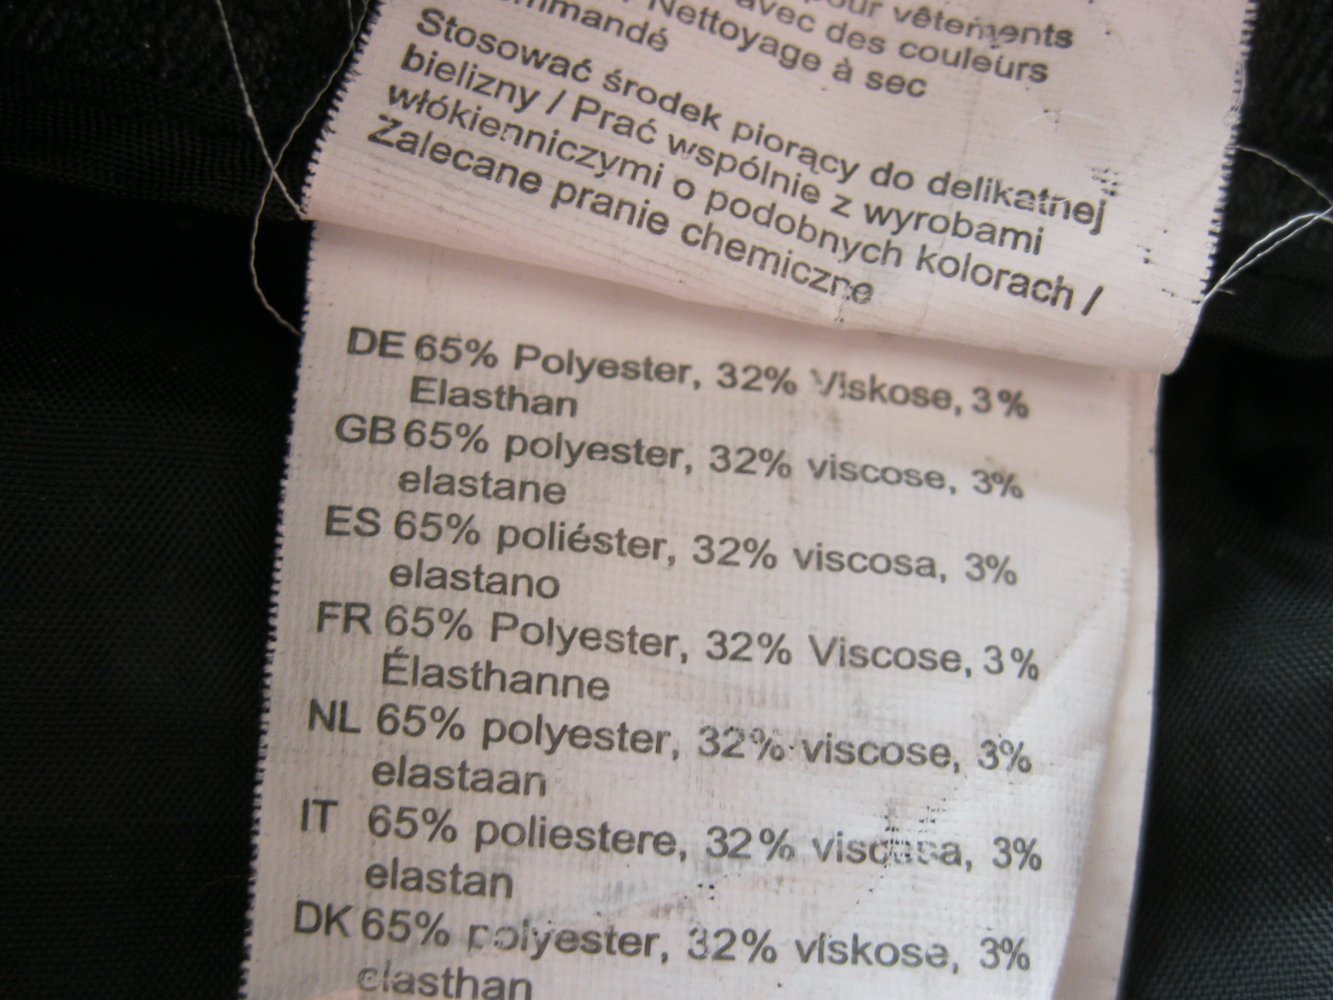 pour vêtements
avec des couleurs
Nettoyage à sec
Stosować środek piorący do delikatnej
bielizny / Prać wspólnie z wyrobami
włókienniczymi o podobnych kolorach /
Zalecane pranie chemiczne
DE 65% Polyester, 32% Viskose, 3%
Elasthan
GB 65% polyester, 32% viscose, 3%
elastane
ES 65% poliéster, 32% viscosa, 3%
elastano
FR 65% Polyester, 32% Viscose, 3%
Élasthanne
NL 65% polyester, 32% viscose, 3%
elastaan
IT 65% poliestere, 32% viscosa, 3%
elastan
DK 65% polyester, 32% viskose, 3%
elasthan